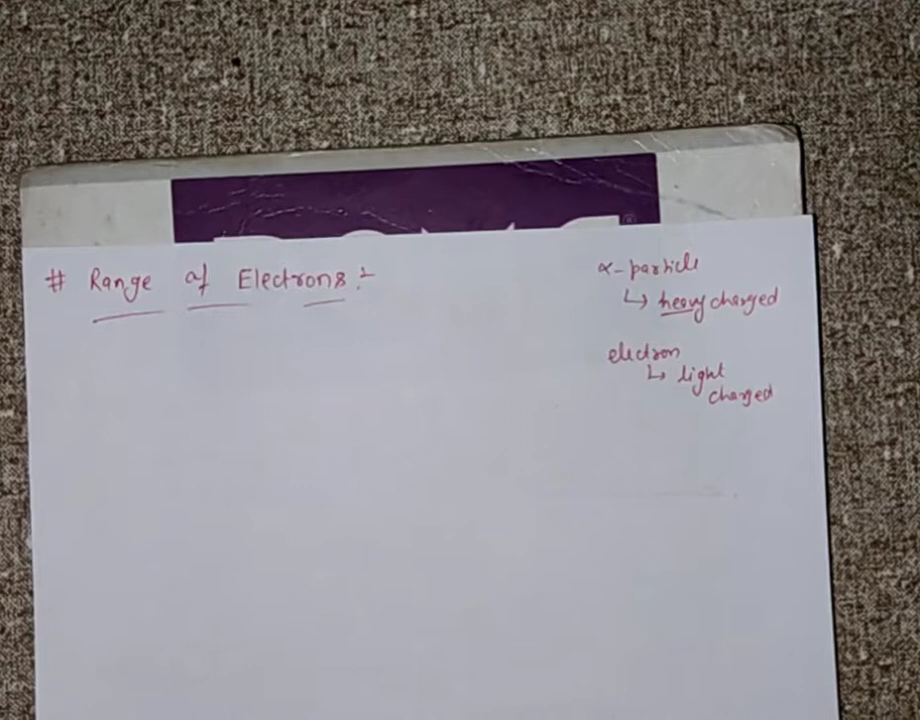 # Range of Electrons :-
α-particle
↳ heavy charged
electron
↳ light
charged